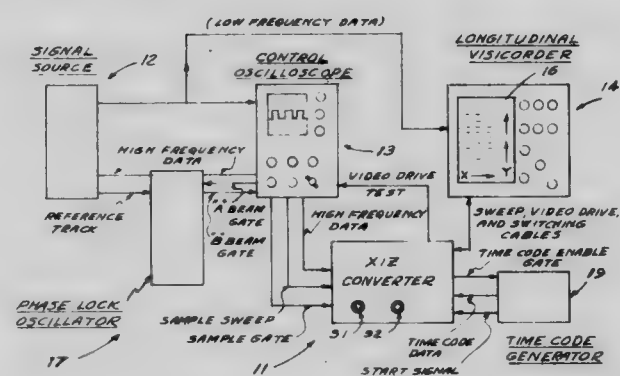 (LOW FREQUENCY DATA)
SIGNAL
SOURCE
12
CONTROL
OSCILLOSCOPE
LONGITUDINAL
VISICORDER
16
14
13
HIGH FREQUENCY
DATA
VIDEO DRIVE
TEST
X
Y
REFERENCE
TRACK
"A" BEAM
GATE
"B" BEAM
GATE
HIGH FREQUENCY
DATA
SWEEP, VIDEO DRIVE,
AND SWITCHING
CABLES
TIME CODE
ENABLE
GATE
XIZ
CONVERTER
19
PHASE LOCK
OSCILLATOR
17
SAMPLE SWEEP
SAMPLE GATE
S1
S2
11
TIME CODE
DATA
START SIGNAL
TIME CODE
GENERATOR